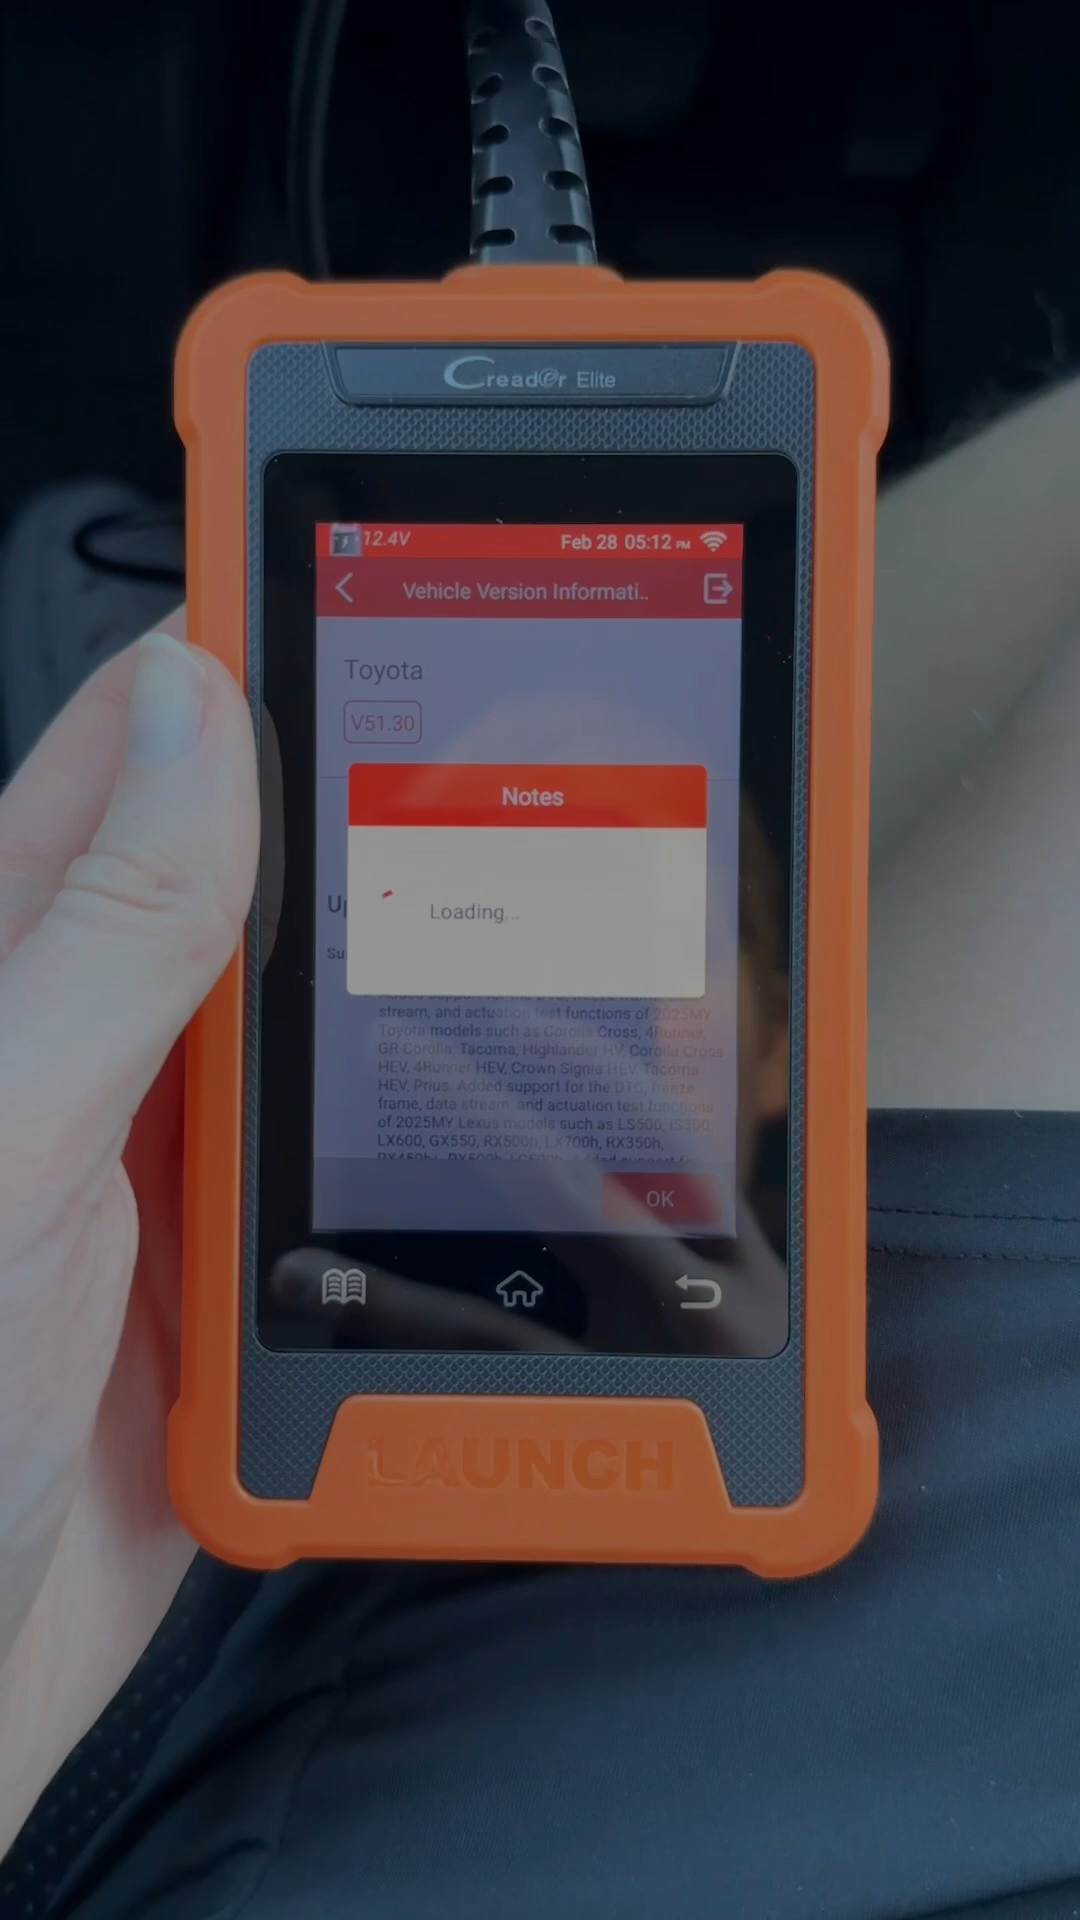 Creader Elite
12.4V
Feb 28 05:12 PM
Vehicle Version Informati..
Toyota
V51.30
Notes
Loading...
stream, and actuation test functions of 2025MY
Toyota models such as Corolla Cross, 4Runner,
GR Corolla, Tacoma, Highlander HV, Corolla Cross
HEV, 4Runner HEV, Crown Signia HEV, Tacoma
HEV, Prius. Added support for the DTC, freeze
frame, data stream, and actuation test functions
of 2025MY Lexus models such as LS500, IS300,
LX600, GX550, RX500h, LX700h, RX350h,
OK
LAUNCH